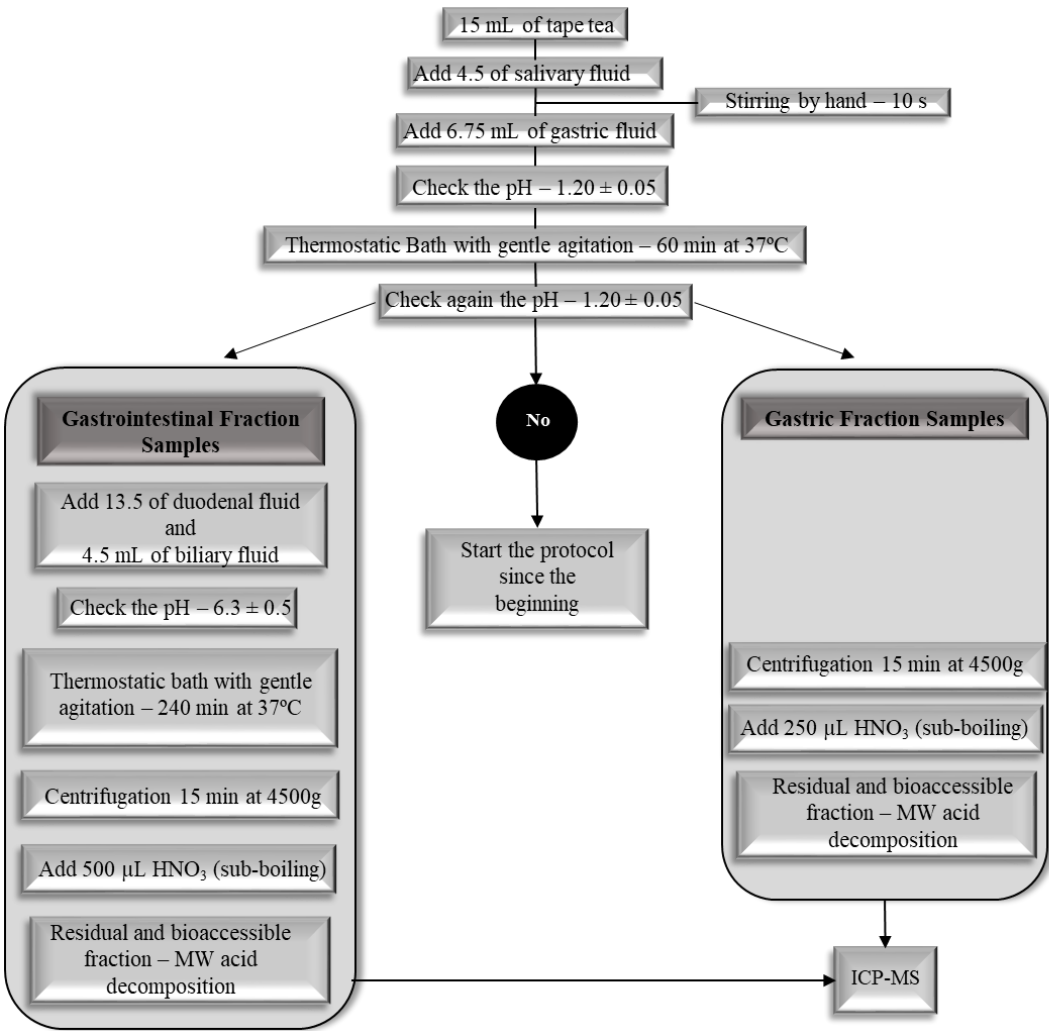 15 mL of tape tea
Add 4.5 of salivary fluid
Stirring by hand – 10 s
Add 6.75 mL of gastric fluid
Check the pH – 1.20 ± 0.05
Thermostatic Bath with gentle agitation – 60 min at 37ºC
Check again the pH – 1.20 ± 0.05
Gastrointestinal Fraction
Samples
Add 13.5 of duodenal fluid
and
4.5 mL of biliary fluid
Check the pH – 6.3 ± 0.5
Thermostatic bath with gentle
agitation – 240 min at 37ºC
Centrifugation 15 min at 4500g
Add 500 µL HNO₃ (sub-boiling)
Residual and bioaccessible
fraction – MW acid
decomposition
No
Start the protocol
since the
beginning
Gastric Fraction Samples
Centrifugation 15 min at 4500g
Add 250 µL HNO₃ (sub-boiling)
Residual and bioaccessible
fraction – MW acid
decomposition
ICP-MS